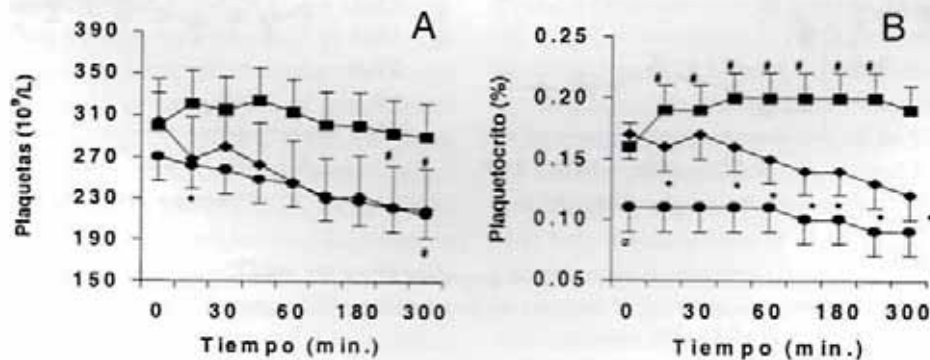 A
Plaquetas (10⁹/L)
390
350
310
270
230
190
150
0 30 60 180 300
Tiempo (min.)
* # # #
B
Plaquetocrito (%)
0.25
0.20
0.15
0.10
0.05
0 30 60 180 300
Tiempo (min.)
# # # # # # #
* * * * * * *